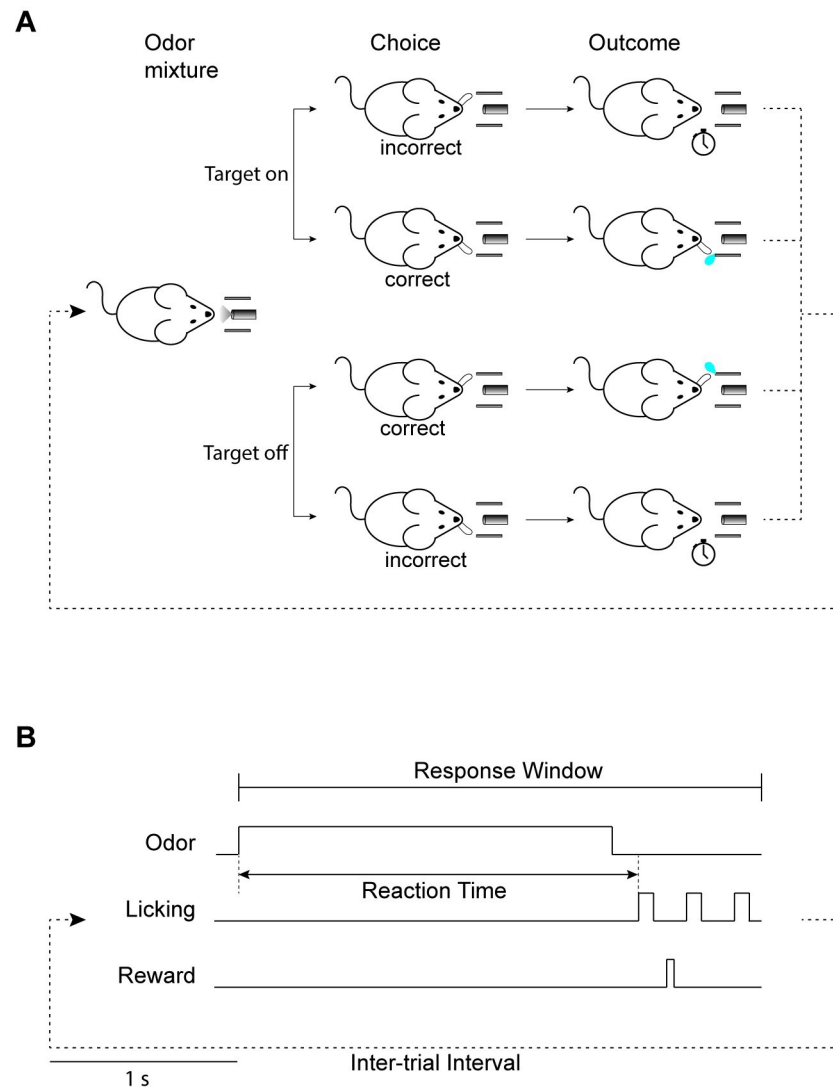 A
Odor
mixture
Choice
Outcome
incorrect
Target on
correct
correct
Target off
incorrect
B
Response Window
Odor
Reaction Time
Licking
Reward
Inter-trial Interval
1 s